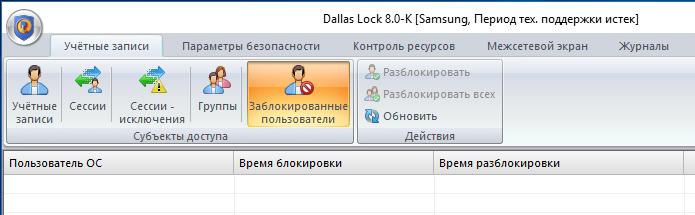 Dallas Lock 8.0-К [Samsung, Период тех. поддержки истек]
Учётные записи Параметры безопасности Контроль ресурсов Межсетевой экран Журналы
Учётные записи
Сессии
Сессии - исключения
Группы
Заблокированные пользователи
Субъекты доступа
Разблокировать
Разблокировать всех
Обновить
Действия
Пользователь ОС Время блокировки Время разблокировки